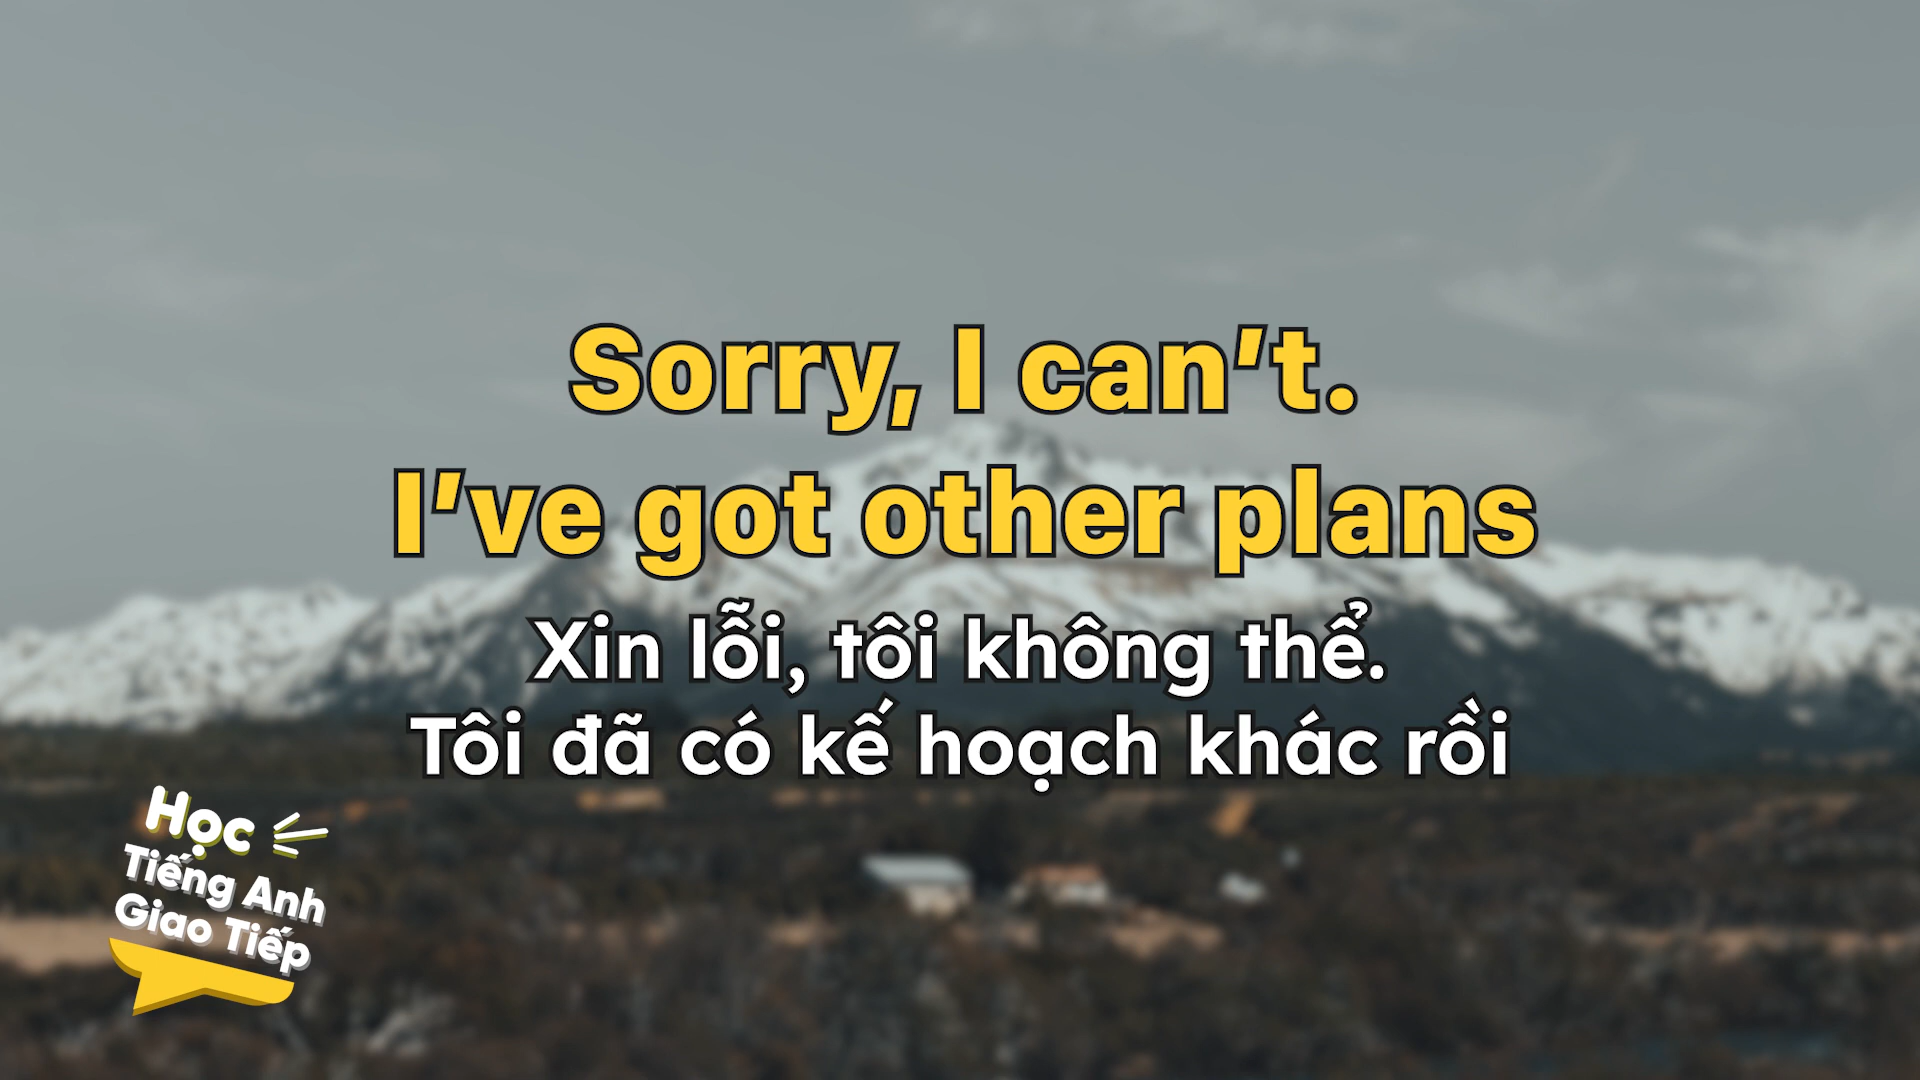 Sorry, I can’t.
I’ve got other plans
Xin lỗi, tôi không thể.
Tôi đã có kế hoạch khác rồi
Học
Tiếng Anh
Giao Tiếp